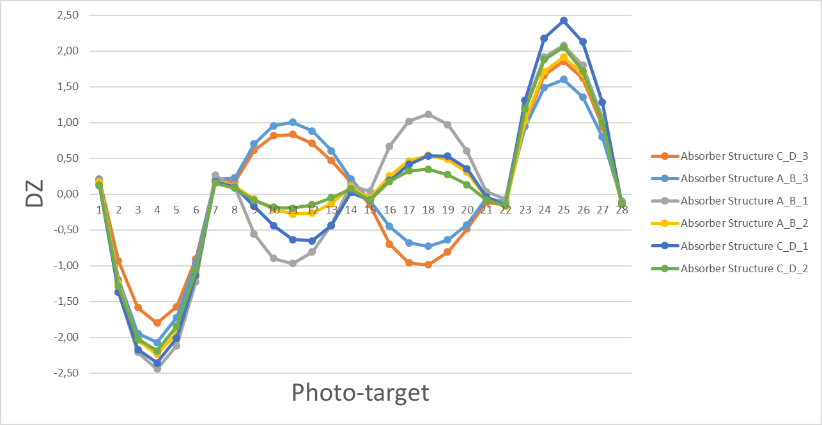 2,50
2,00
1,50
1,00
0,50
0,00
-0,50
-1,00
-1,50
-2,00
-2,50
DZ
1 2 3 4 5 6 7 8 9 10 11 12 13 14 15 16 17 18 19 20 21 22 23 24 25 26 27 28
Photo-target
Absorber Structure C_D_3
Absorber Structure A_B_3
Absorber Structure A_B_1
Absorber Structure A_B_2
Absorber Structure C_D_1
Absorber Structure C_D_2